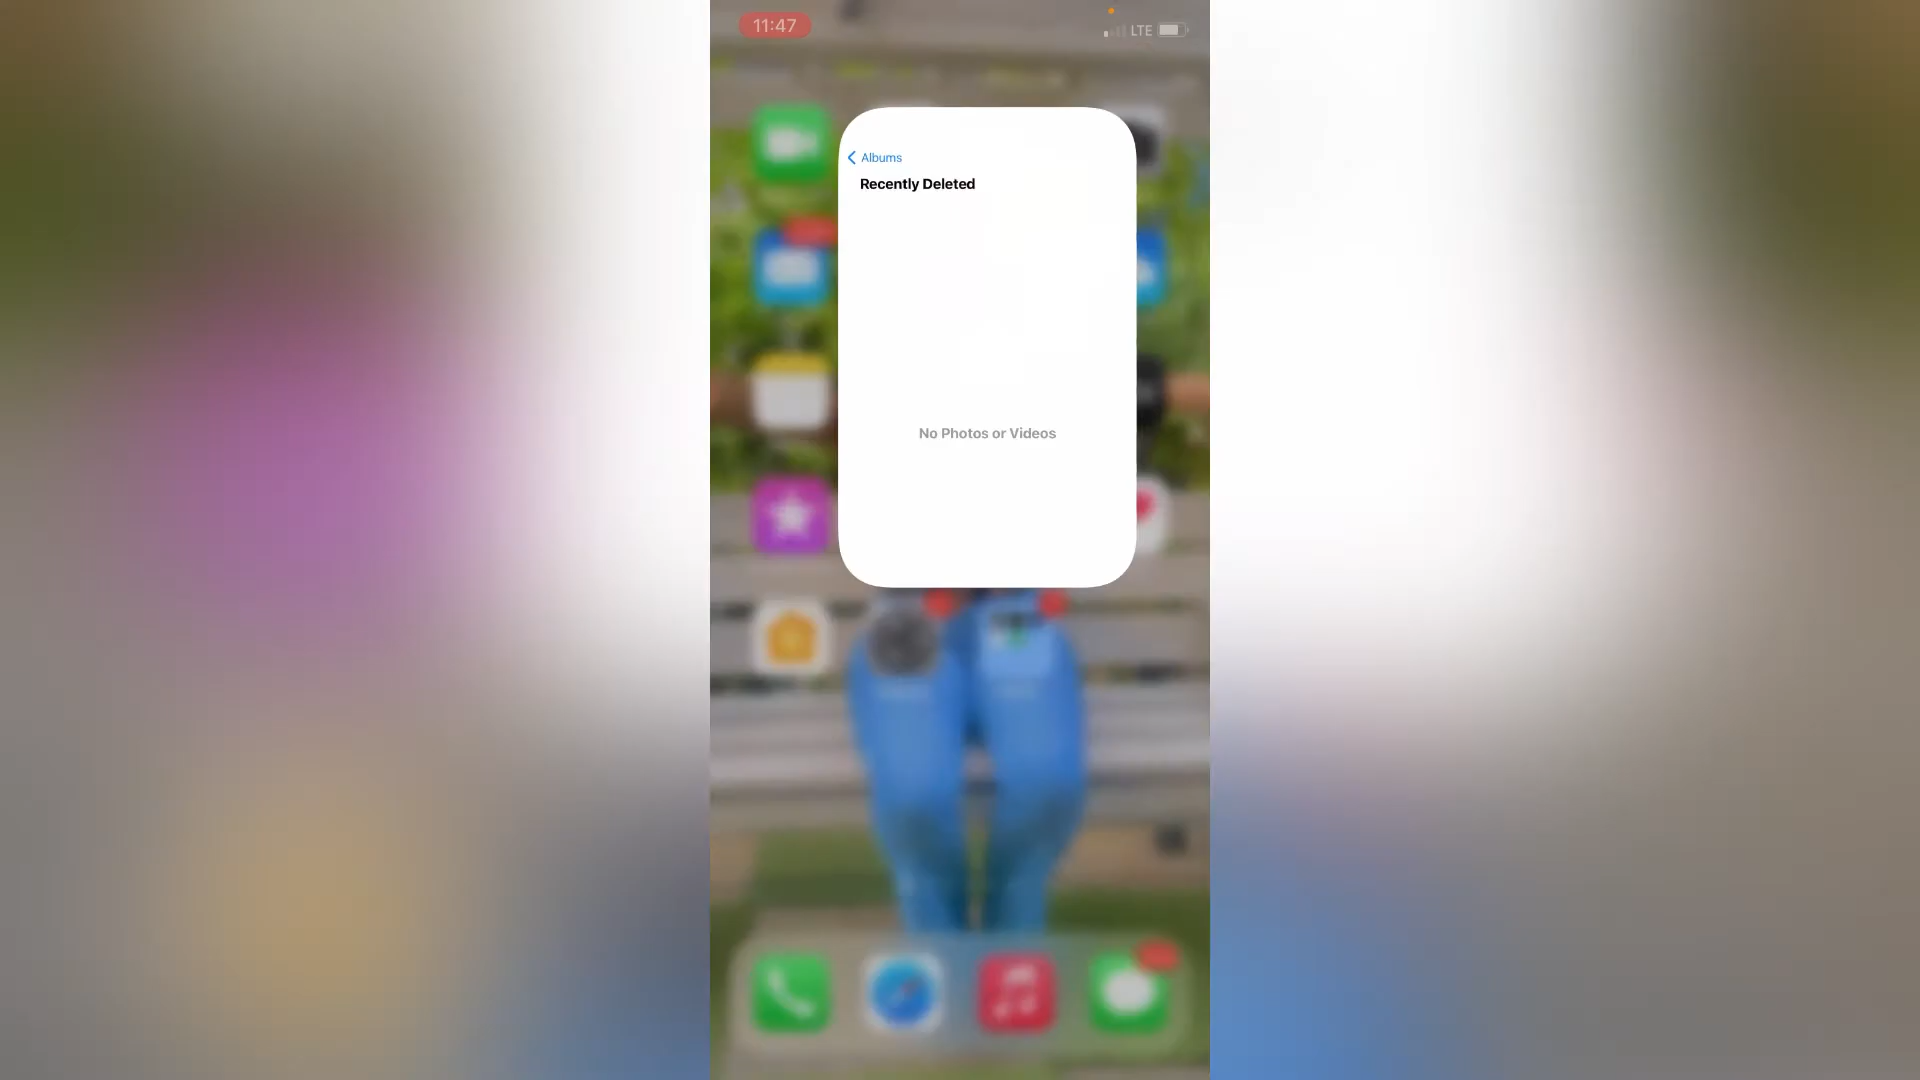 11:47
LTE
Albums
Recently Deleted
No Photos or Videos